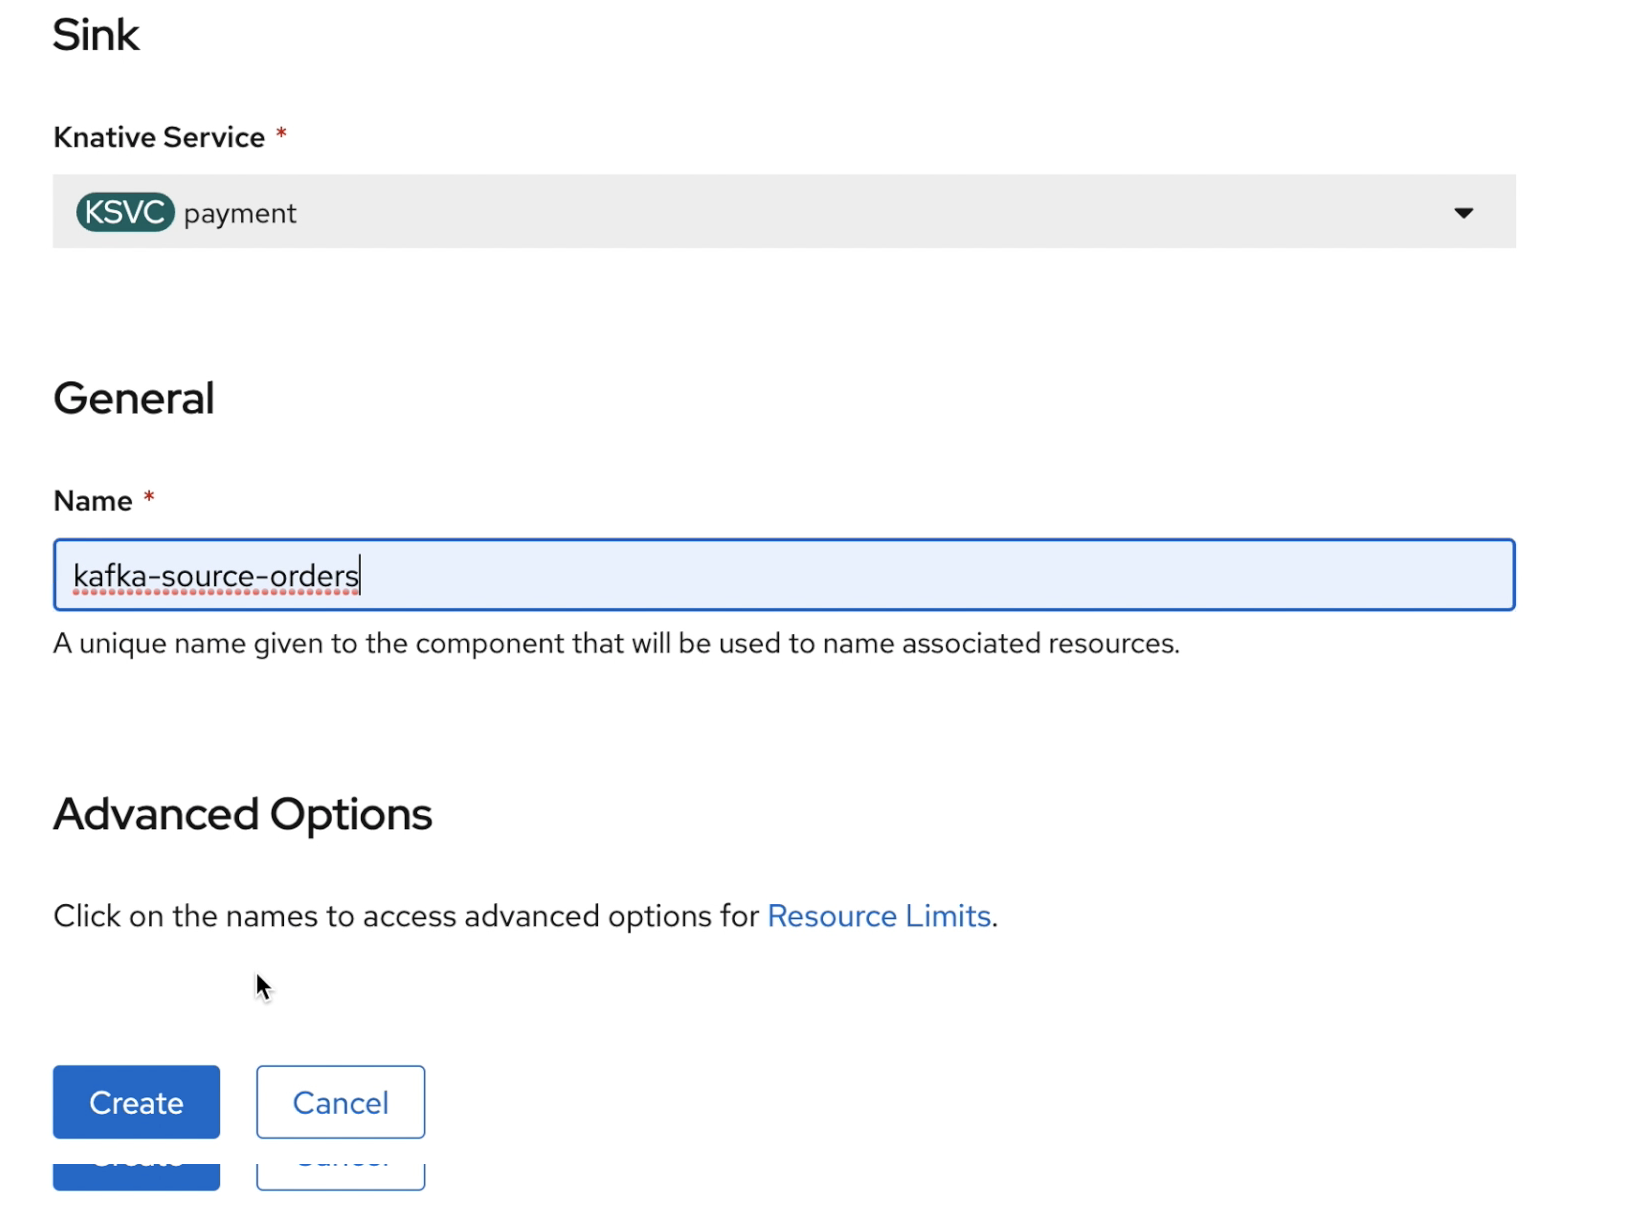 Sink
Knative Service *
KSVC payment
General
Name *
kafka-source-orders
A unique name given to the component that will be used to name associated resources.
Advanced Options
Click on the names to access advanced options for Resource Limits.
Create Cancel